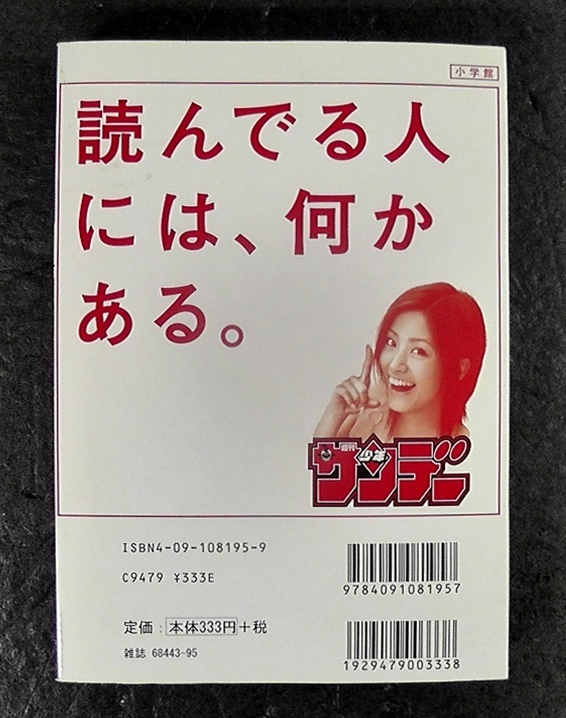 小学館
読んでる人
には、何か
ある。
週刊
少年
サンデー
ISBN4-09-108195-9
C9479 ¥333E
9784091081957
定価：本体333円＋税
雑誌 68443-95
1929479003338